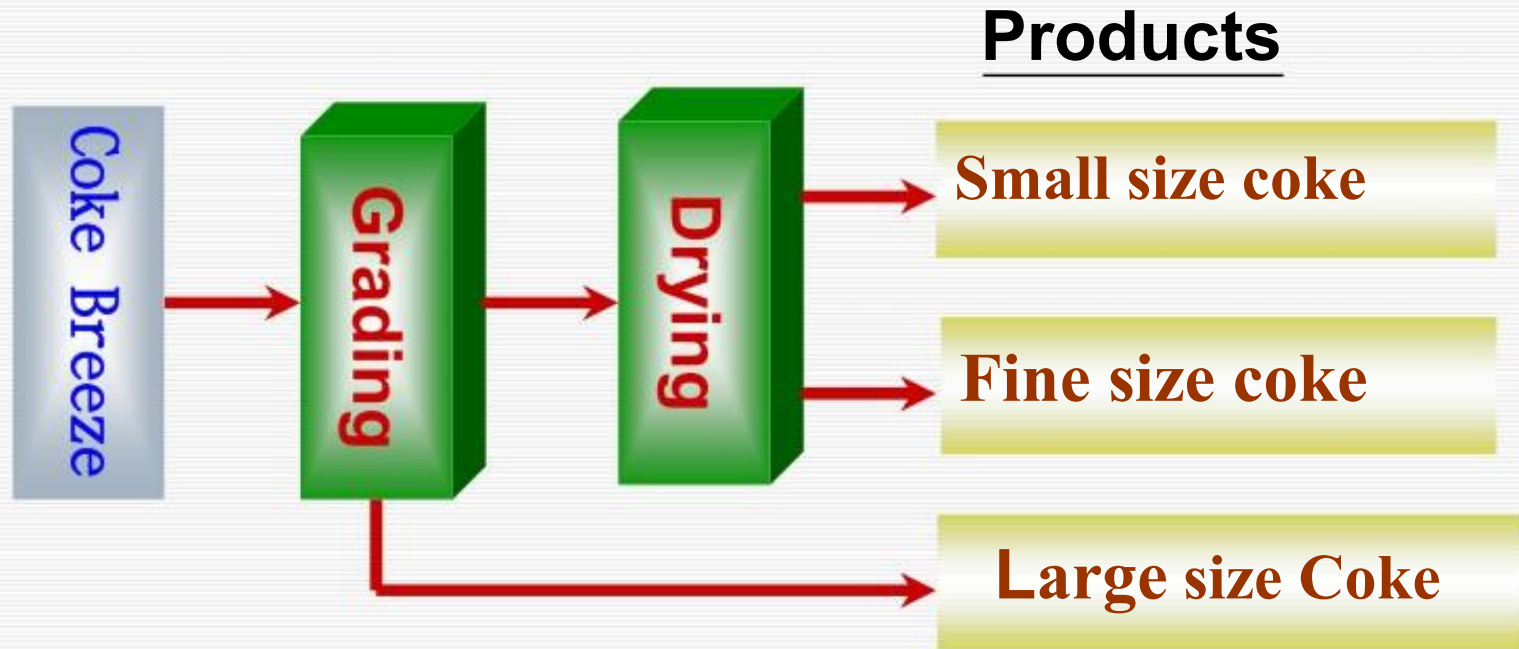 Products
Coke Breeze
Grading
Drying
Small size coke
Fine size coke
Large size Coke